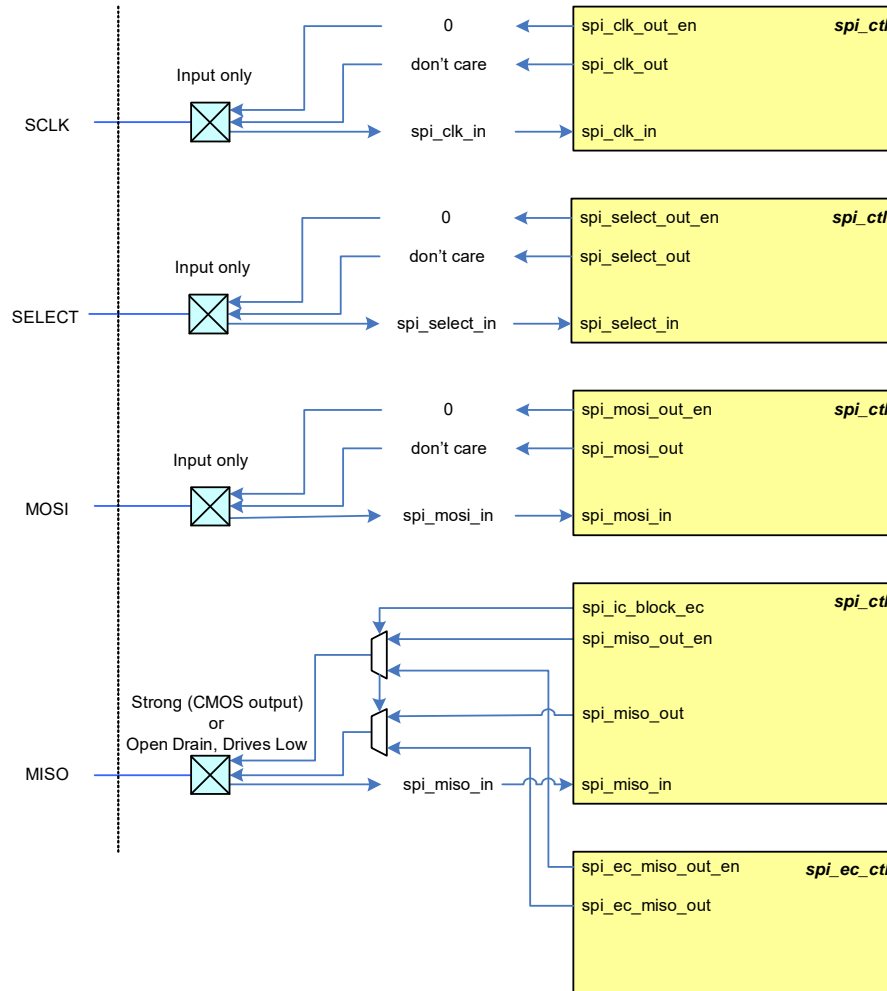 0
spi_clk_out_en
spi_ctl
don't care
spi_clk_out
Input only
SCLK
spi_clk_in
spi_clk_in
0
spi_select_out_en
spi_ctl
don't care
spi_select_out
Input only
SELECT
spi_select_in
spi_select_in
0
spi_mosi_out_en
spi_ctl
don't care
spi_mosi_out
Input only
MOSI
spi_mosi_in
spi_mosi_in
spi_ic_block_ec
spi_ctl
spi_miso_out_en
Strong (CMOS output)
or
Open Drain, Drives Low
spi_miso_out
MISO
spi_miso_in
spi_miso_in
spi_ec_miso_out_en
spi_ec_ctl
spi_ec_miso_out